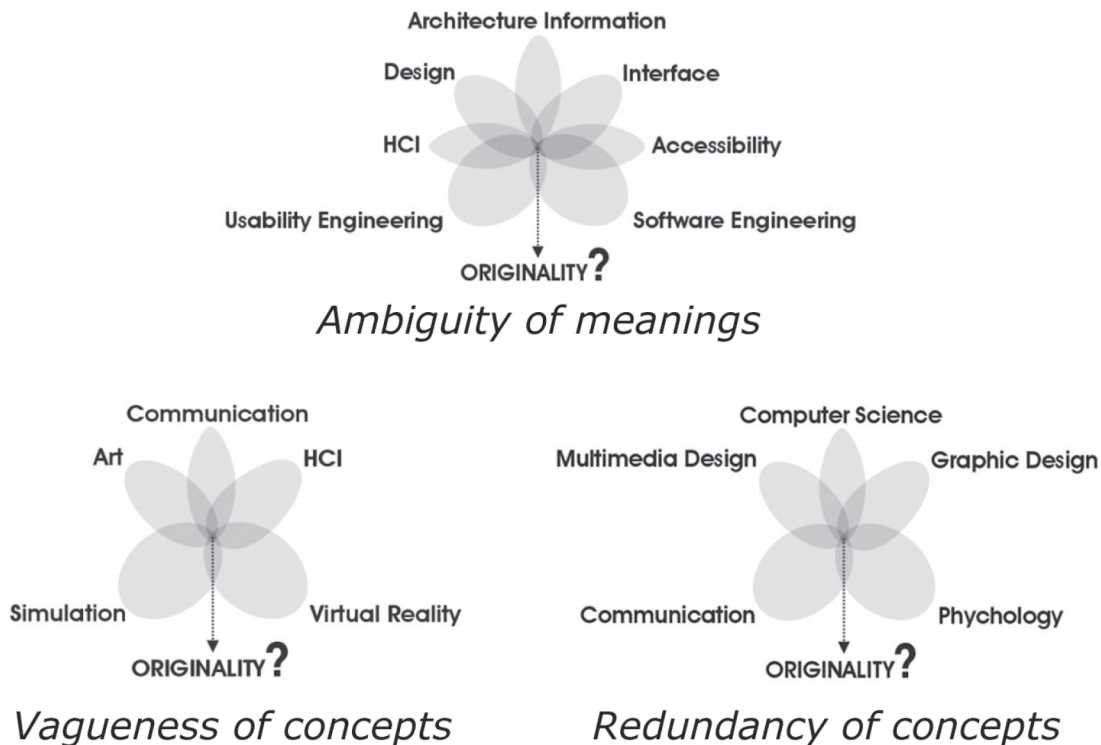 Architecture Information
Design
Interface
HCI
Accessibility
Usability Engineering
Software Engineering
ORIGINALITY?
Ambiguity of meanings
Communication
Art
HCI
Simulation
Virtual Reality
ORIGINALITY?
Vagueness of concepts
Computer Science
Multimedia Design
Graphic Design
Communication
Phychology
ORIGINALITY?
Redundancy of concepts